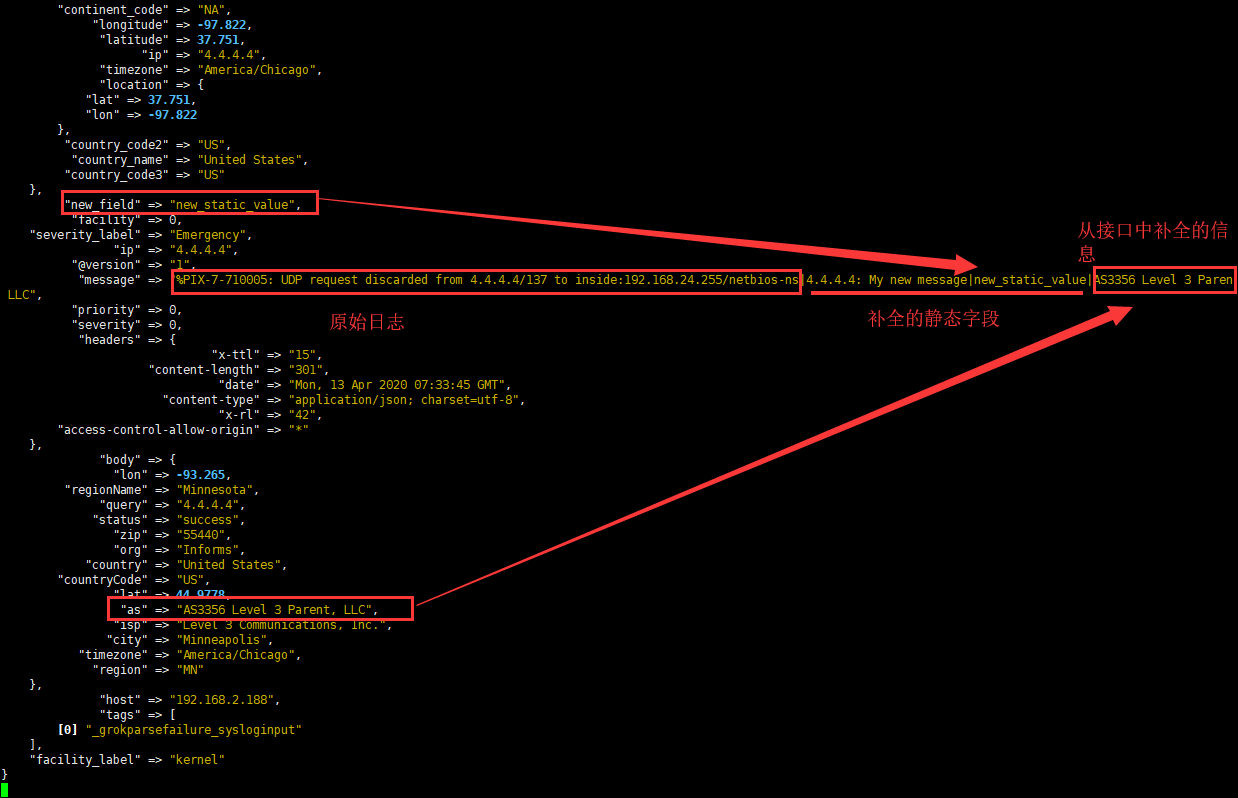 "continent_code" => "NA",
"longitude" => -97.822,
"latitude" => 37.751,
"ip" => "4.4.4.4",
"timezone" => "America/Chicago",
"location" => {
"lat" => 37.751,
"lon" => -97.822
},
"country_code2" => "US",
"country_name" => "United States",
"country_code3" => "US"
},
"new_field" => "new_static_value",
"facility" => 0,
"severity_label" => "Emergency",
"ip" => "4.4.4.4",
"@version" => "1",
从接口中补全的信
息
"message" => "%PIX-7-710005: UDP request discarded from 4.4.4.4/137 to inside:192.168.24.255/netbios-ns|4.4.4.4: My new message|new_static_value|AS3356 Level 3 Paren
LLC",
"priority" => 0,
原始日志
补全的静态字段
"severity" => 0,
"headers" => {
"x-ttl" => "15",
"content-length" => "301",
"date" => "Mon, 13 Apr 2020 07:33:45 GMT",
"content-type" => "application/json; charset=utf-8",
"x-rl" => "42",
"access-control-allow-origin" => "*"
},
"body" => {
"lon" => -93.265,
"regionName" => "Minnesota",
"query" => "4.4.4.4",
"status" => "success",
"zip" => "55440",
"org" => "Informs",
"country" => "United States",
"countryCode" => "US",
"lat" => 44.9778,
"as" => "AS3356 Level 3 Parent, LLC",
"isp" => "Level 3 Communications, Inc.",
"city" => "Minneapolis",
"timezone" => "America/Chicago",
"region" => "MN"
},
"host" => "192.168.2.188",
"tags" => [
[0] "_grokparsefailure_sysloginput"
],
"facility_label" => "kernel"
}